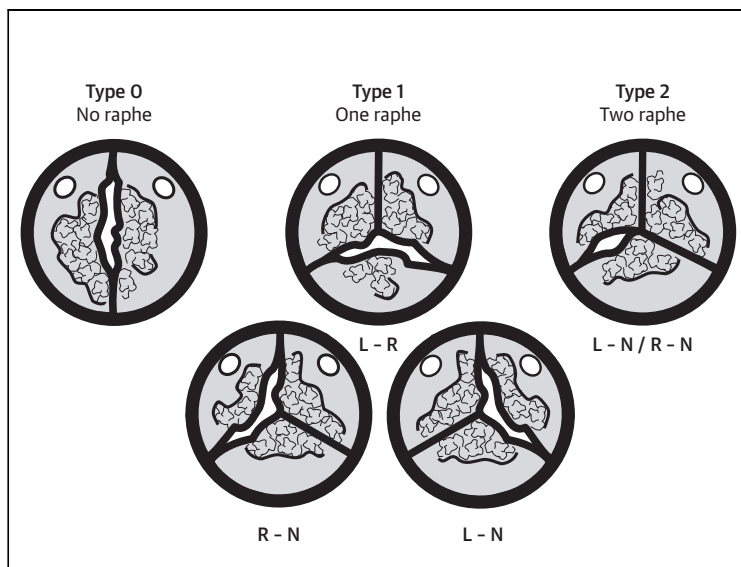 Type 0
No raphe
Type 1
One raphe
Type 2
Two raphe
L – R
L – N / R – N
R – N
L – N